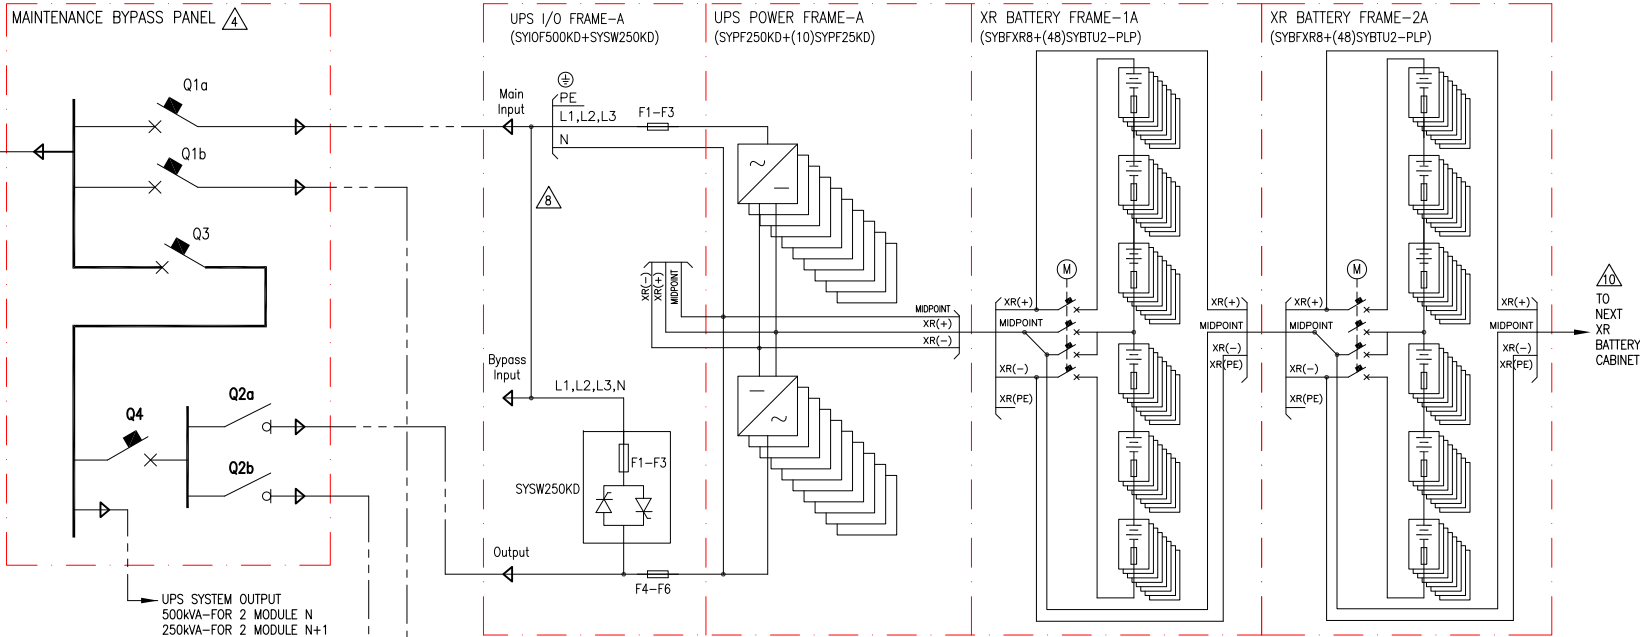 MAINTENANCE BYPASS PANEL 4
Q1a
Q1b
Q3
Q4
Q2a
Q2b
UPS SYSTEM OUTPUT
500kVA-FOR 2 MODULE N
250kVA-FOR 2 MODULE N+1
UPS I/O FRAME-A
(SYIOF500KD+SYSW250KD)
Main
Input
PE
L1,L2,L3
N
F1-F3
8
XR(-)
XR(+)
MIDPOINT
Bypass
Input
L1,L2,L3,N
F1-F3
SYSW250KD
Output
F4-F6
UPS POWER FRAME-A
(SYPF250KD+(10)SYPF25KD)
MIDPOINT
XR(+)
XR(-)
XR BATTERY FRAME-1A
(SYBFXR8+(48)SYBTU2-PLP)
M
XR(+)
MIDPOINT
XR(-)
XR(PE)
XR(+)
MIDPOINT
XR(-)
XR(PE)
XR BATTERY FRAME-2A
(SYBFXR8+(48)SYBTU2-PLP)
M
XR(+)
MIDPOINT
XR(-)
XR(PE)
XR(+)
MIDPOINT
XR(-)
XR(PE)
10
TO
NEXT
XR
BATTERY
CABINET